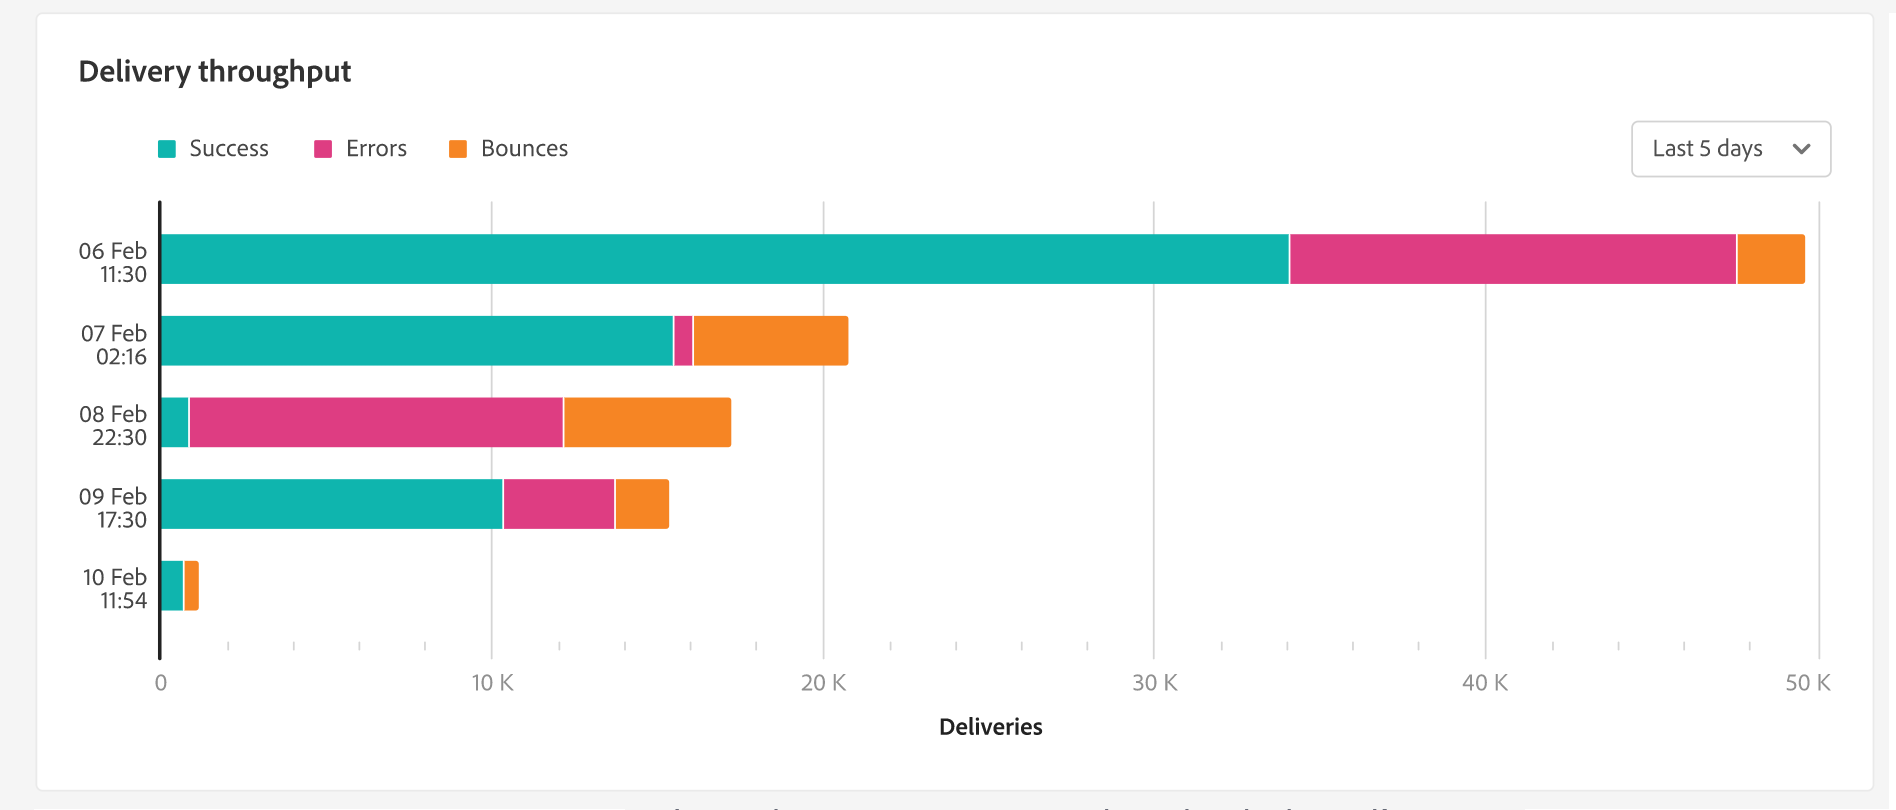 Delivery throughput
Success
Errors
Bounces
Last 5 days
06 Feb
11:30
07 Feb
02:16
08 Feb
22:30
09 Feb
17:30
10 Feb
11:54
0
10 K
20 K
30 K
40 K
50 K
Deliveries